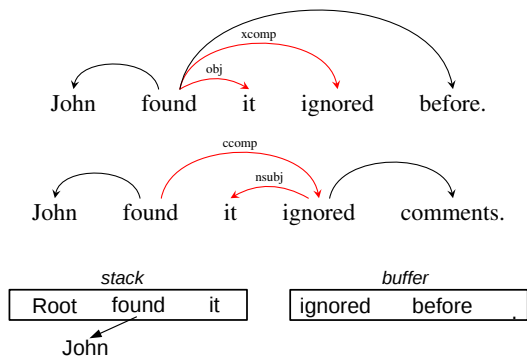 xcomp
obj
John found it ignored before.
ccomp
nsubj
John found it ignored comments.
stack buffer
Root found it ignored before .
John